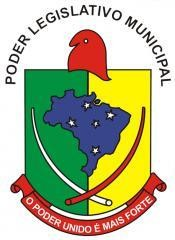 PODER LEGISLATIVO MUNICIPAL
O PODER UNIDO É MAIS FORTE